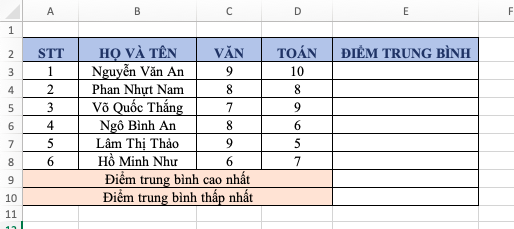 A B C D E F
1
2 STT HỌ VÀ TÊN VĂN TOÁN ĐIỂM TRUNG BÌNH
3 1 Nguyễn Văn An 9 10
4 2 Phan Nhựt Nam 8 8
5 3 Võ Quốc Thắng 7 9
6 4 Ngô Bình An 8 6
7 5 Lâm Thị Thảo 9 5
8 6 Hồ Minh Như 6 7
9 Điểm trung bình cao nhất
10 Điểm trung bình thấp nhất
11
12